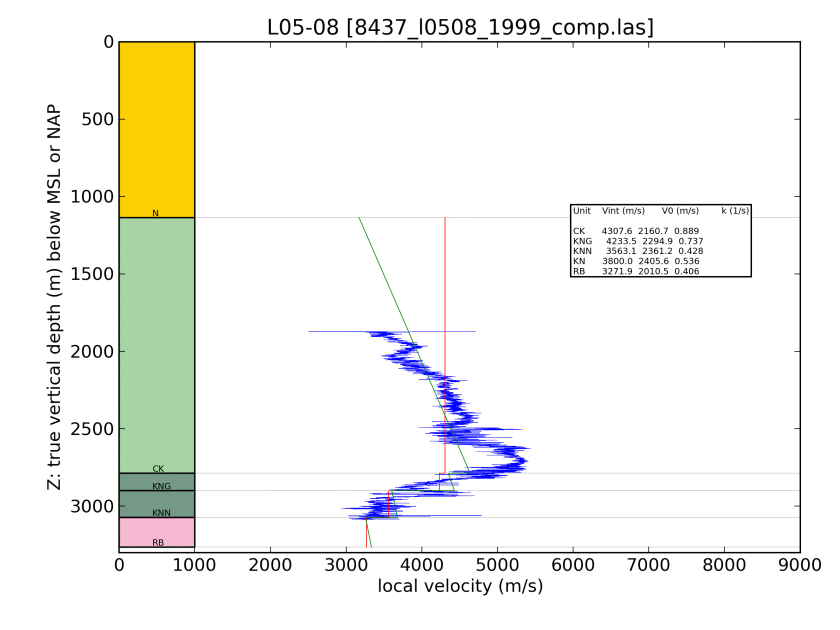 L05-08 [8437_l0508_1999_comp.las]
Z: true vertical depth (m) below MSL or NAP
0
500
1000
1500
2000
2500
3000
N
CK
KNG
KNN
RB
Unit Vint (m/s) V0 (m/s) k (1/s)
CK 4307.6 2160.7 0.889
KNG 4233.5 2294.9 0.737
KNN 3563.1 2361.2 0.428
KN 3800.0 2405.6 0.536
RB 3271.9 2010.5 0.406
0 1000 2000 3000 4000 5000 6000 7000 8000 9000
local velocity (m/s)